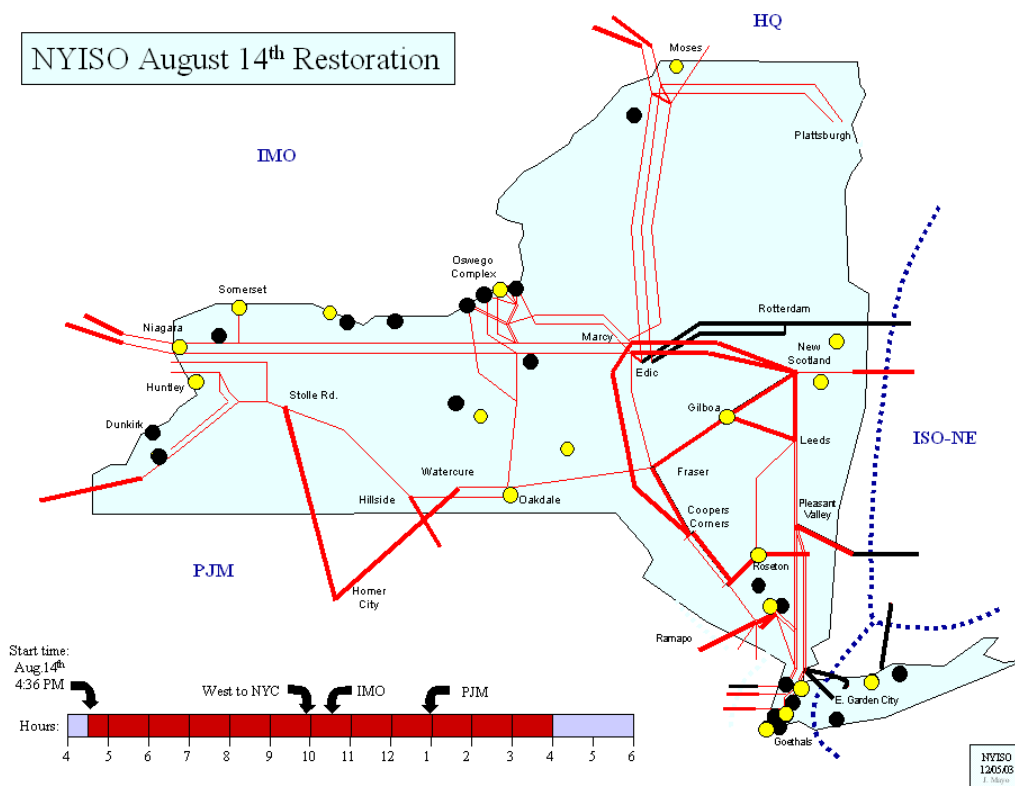 HQ
NYISO August 14th Restoration
Moses
Plattsburgh
IMO
Oswego
Complex
Somerset
Rotterdam
Niagara
Marcy
New
Scotland
Edic
Huntley
Stolle Rd.
Gilboa
Dunkirk
ISO-NE
Leeds
Watercure
Fraser
Hillside
Oakdale
Coopers
Corners
Pleasant
Valley
PJM
Roseton
Homer
City
Ramapo
Start time:
Aug.14th
4:36 PM
West to NYC
IMO
PJM
E. Garden City
Hours:
Goethals
4 5 6 7 8 9 10 11 12 1 2 3 4 5 6
NYISO
12/05/03
J. Mayo